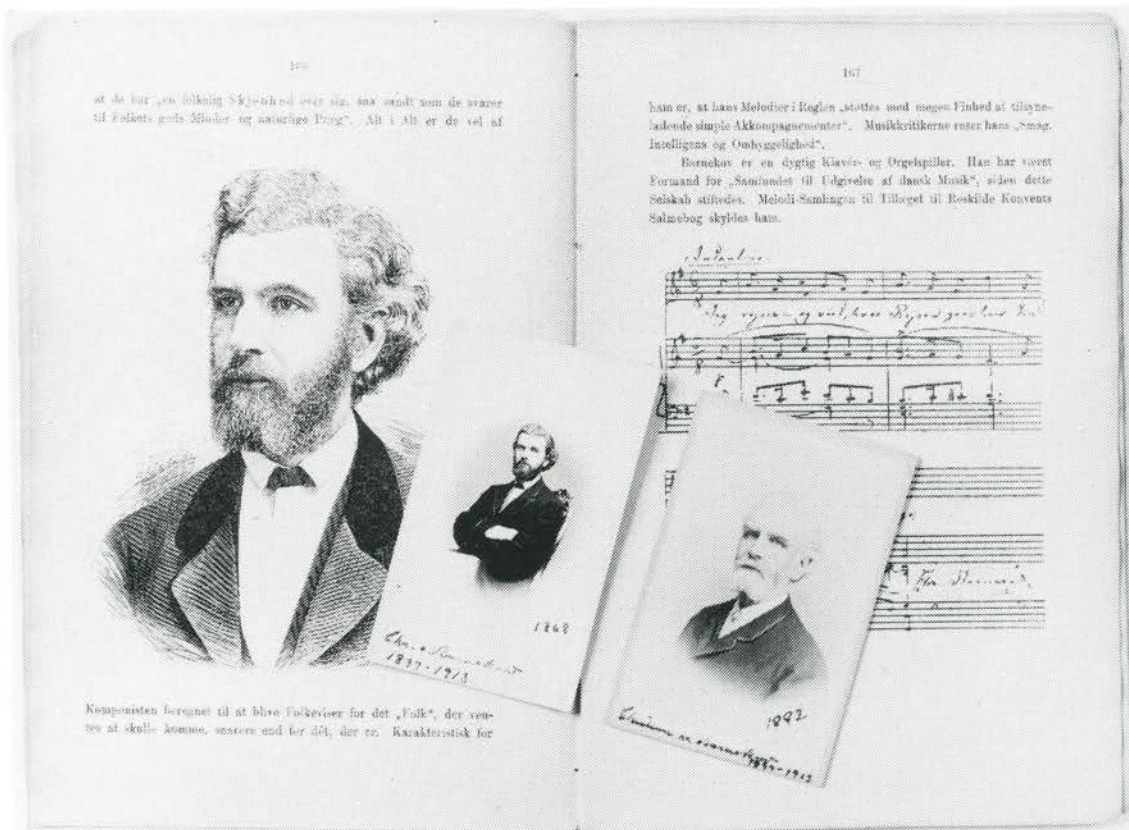 166
at de har „en folkelig Skjønhed over sig, saa sandt som de svarer
til Folkets gode Minder og naturlige Præg“. Alt i Alt er de vel af
Komponisten beregnet til at blive Folkeviser for det „Folk“, der ven-
tes at skulle komme, snarere end for dét, der er. Karakteristisk for
1868
1837-1913
167
ham er, at hans Melodier i Reglen „støttes med megen Finhed af tilsyne-
ladende simple Akkompagnementer“. Musikkritikerne roser hans „Smag,
Intelligens og Omhyggelighed“.
Barnekov er en dygtig Klaver- og Orgelspiller. Han har været
Formand for „Samfundet til Udgivelse af dansk Musik“, siden dette
Selskab stiftedes. Melodi-Samlingen til Tillæget til Roskilde Konvents
Salmebog skyldes ham.
Andantino
1892
1837-1913